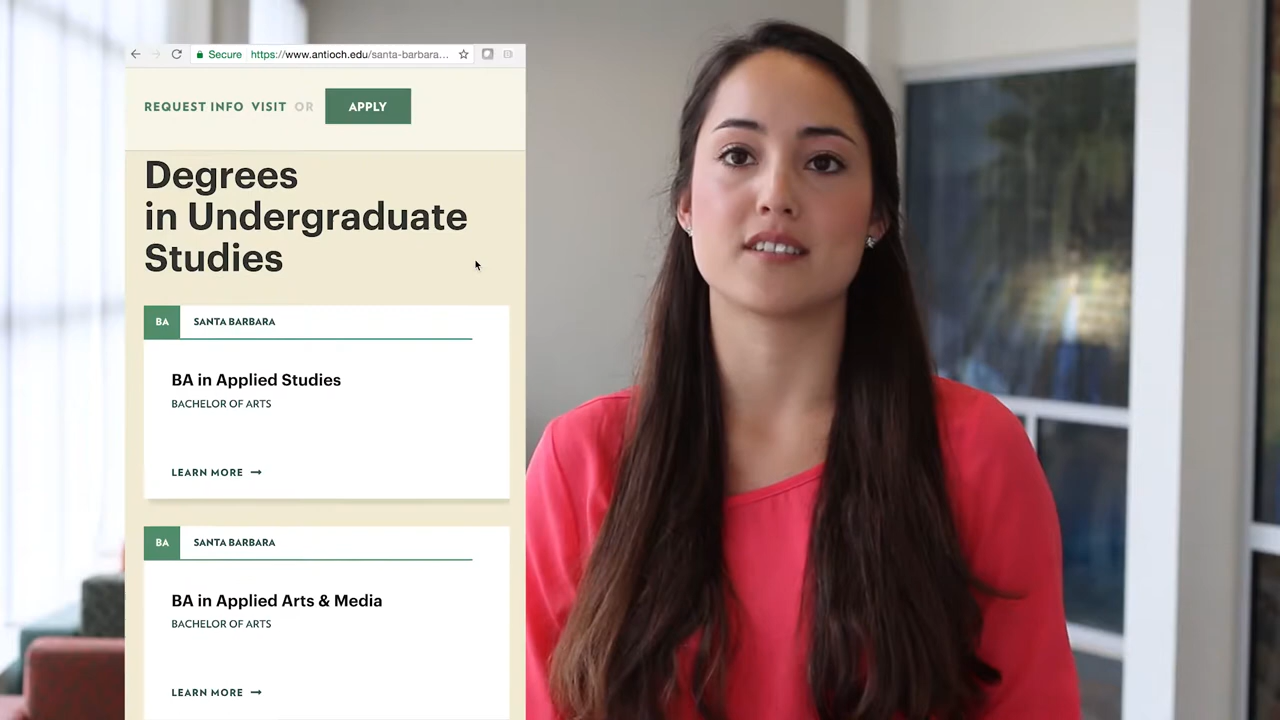 Secure https://www.antioch.edu/santa-barbara...
REQUEST INFO VISIT OR APPLY
Degrees
in Undergraduate
Studies
BA SANTA BARBARA
BA in Applied Studies
BACHELOR OF ARTS
LEARN MORE →
BA SANTA BARBARA
BA in Applied Arts & Media
BACHELOR OF ARTS
LEARN MORE →